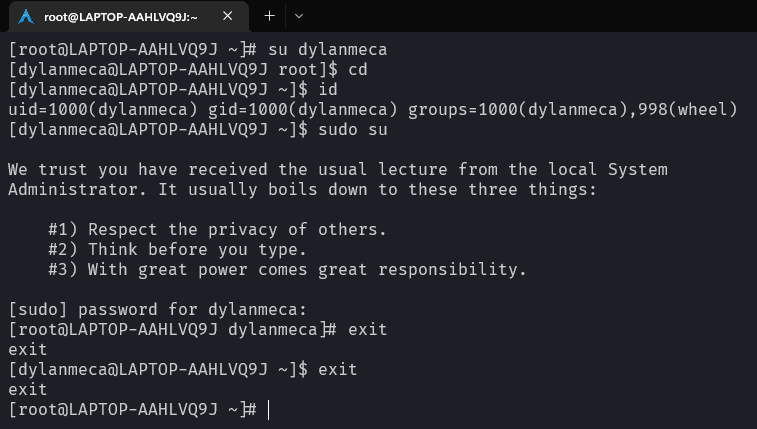 root@LAPTOP-AAHLVQ9J:~
[root@LAPTOP-AAHLVQ9J ~]# su dylanmeca
[dylanmeca@LAPTOP-AAHLVQ9J root]$ cd
[dylanmeca@LAPTOP-AAHLVQ9J ~]$ id
uid=1000(dylanmeca) gid=1000(dylanmeca) groups=1000(dylanmeca),998(wheel)
[dylanmeca@LAPTOP-AAHLVQ9J ~]$ sudo su

We trust you have received the usual lecture from the local System
Administrator. It usually boils down to these three things:

    #1) Respect the privacy of others.
    #2) Think before you type.
    #3) With great power comes great responsibility.

[sudo] password for dylanmeca:
[root@LAPTOP-AAHLVQ9J dylanmeca]# exit
exit
[dylanmeca@LAPTOP-AAHLVQ9J ~]$ exit
exit
[root@LAPTOP-AAHLVQ9J ~]#